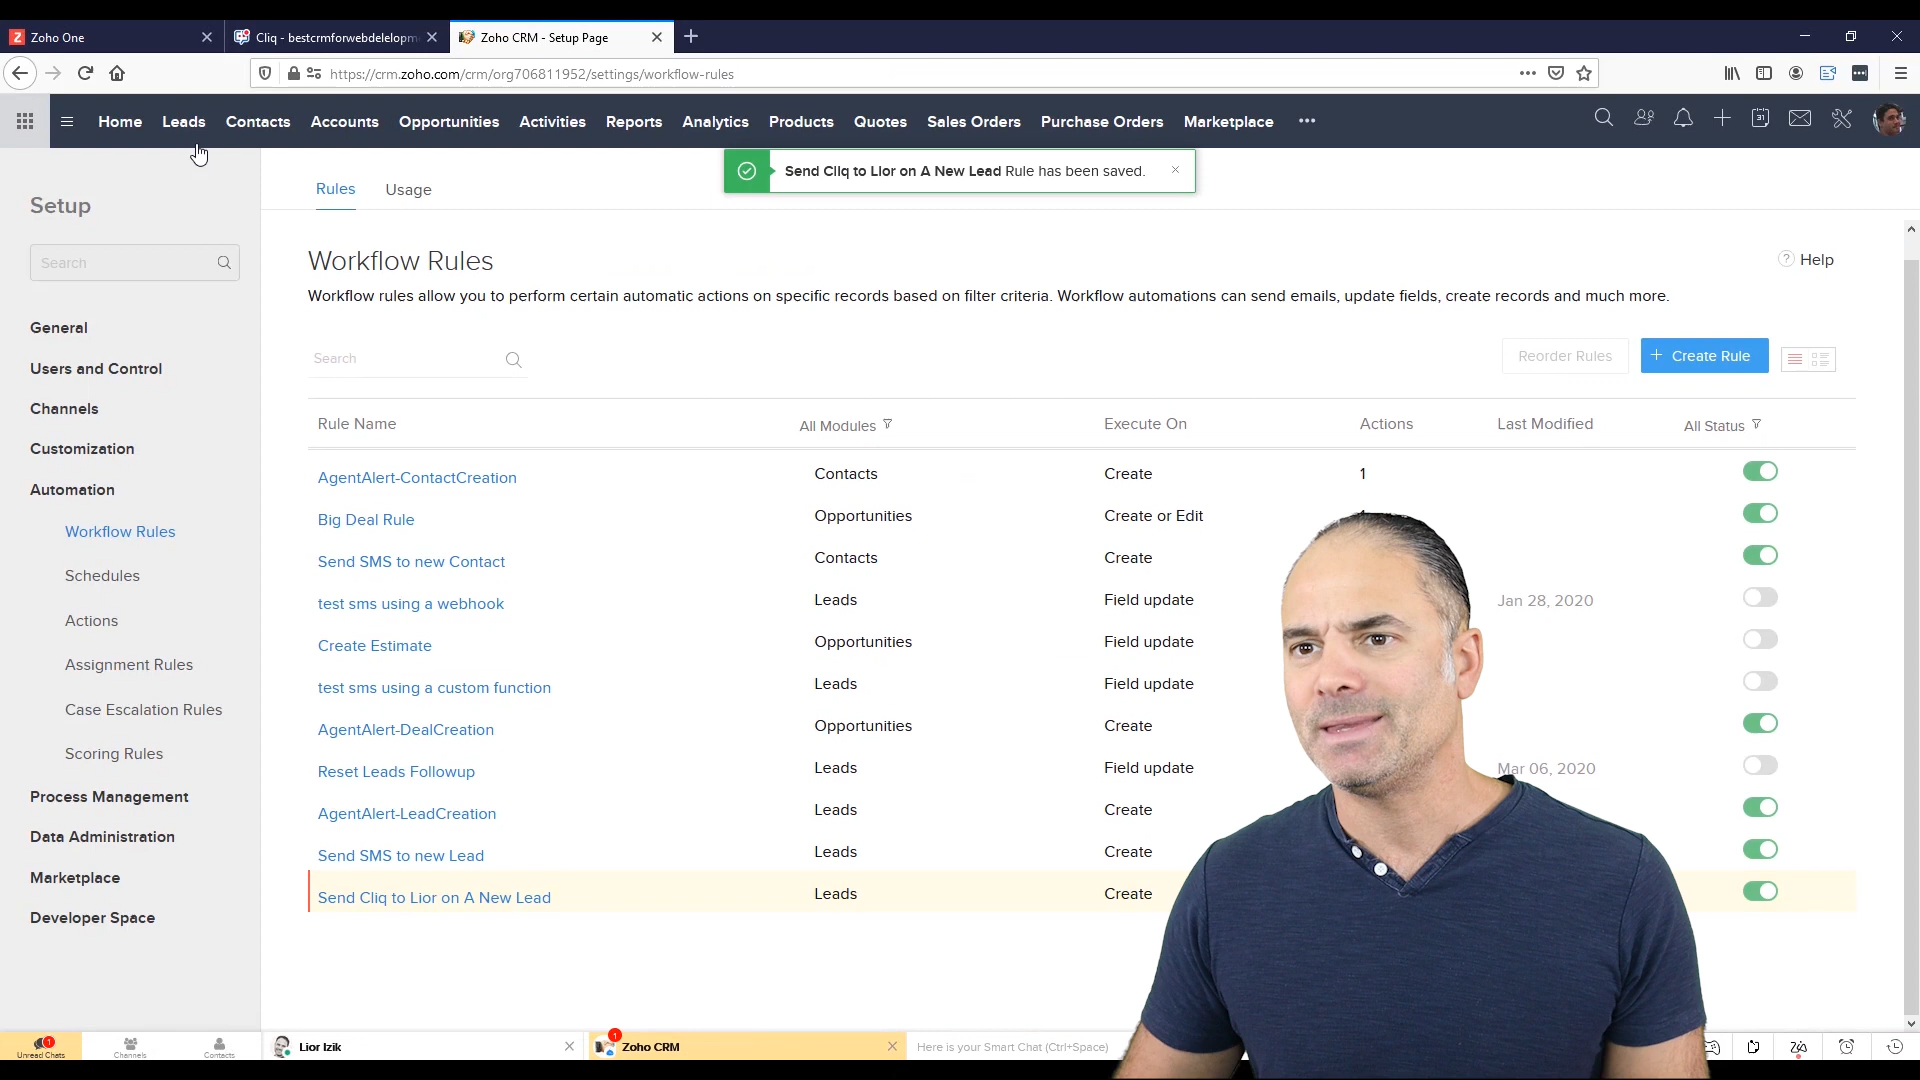 Zoho One
Cliq - bestcrmforwebdelelopm
Zoho CRM - Setup Page
https://crm.zoho.com/crm/org706811952/settings/workflow-rules
Home Leads Contacts Accounts Opportunities Activities Reports Analytics Products Quotes Sales Orders Purchase Orders Marketplace
31
Send Cliq to Lior on A New Lead Rule has been saved.
Setup
Search
General
Users and Control
Channels
Customization
Automation
Workflow Rules
Schedules
Actions
Assignment Rules
Case Escalation Rules
Scoring Rules
Process Management
Data Administration
Marketplace
Developer Space
Rules Usage
Workflow Rules
? Help
Workflow rules allow you to perform certain automatic actions on specific records based on filter criteria. Workflow automations can send emails, update fields, create records and much more.
Search
Reorder Rules
+ Create Rule
Rule Name All Modules Execute On Actions Last Modified All Status
AgentAlert-ContactCreation Contacts Create 1
Big Deal Rule Opportunities Create or Edit
Send SMS to new Contact Contacts Create
test sms using a webhook Leads Field update Jan 28, 2020
Create Estimate Opportunities Field update
test sms using a custom function Leads Field update
AgentAlert-DealCreation Opportunities Create
Reset Leads Followup Leads Field update Mar 06, 2020
AgentAlert-LeadCreation Leads Create
Send SMS to new Lead Leads Create
Send Cliq to Lior on A New Lead Leads Create
1
Unread Chats
Channels
Contacts
Lior Izik
1
Zoho CRM
Here is your Smart Chat (Ctrl+Space)